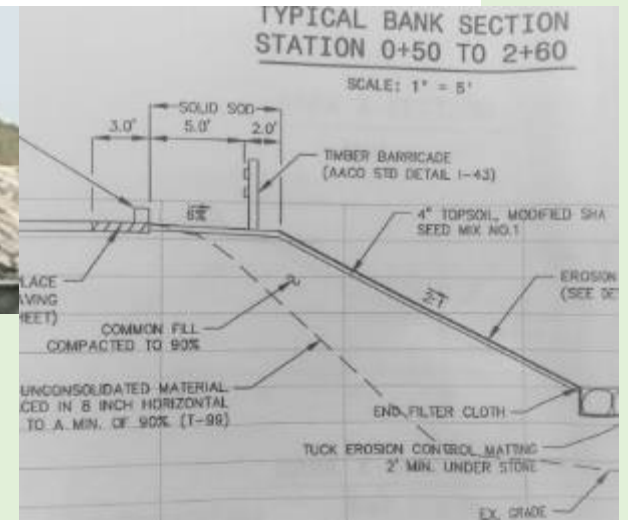 TYPICAL BANK SECTION
STATION 0+50 TO 2+60
SCALE: 1" = 5'
SOLID SOD
3.0'
5.0'
2.0'
TIMBER BARRICADE
(AACO STD DETAIL I-43)
6%
4" TOPSOIL, MODIFIED SHA
SEED MIX NO.1
2:1
EROSION
(SEE DE
LACE
AVING
HEET)
COMMON FILL
COMPACTED TO 90%
UNCONSOLIDATED MATERIAL
CED IN 8 INCH HORIZONTAL
TO A MIN. OF 90% (T-99)
END FILTER CLOTH
TUCK EROSION CONTROL MATTING
2' MIN. UNDER STONE
EX. GRADE